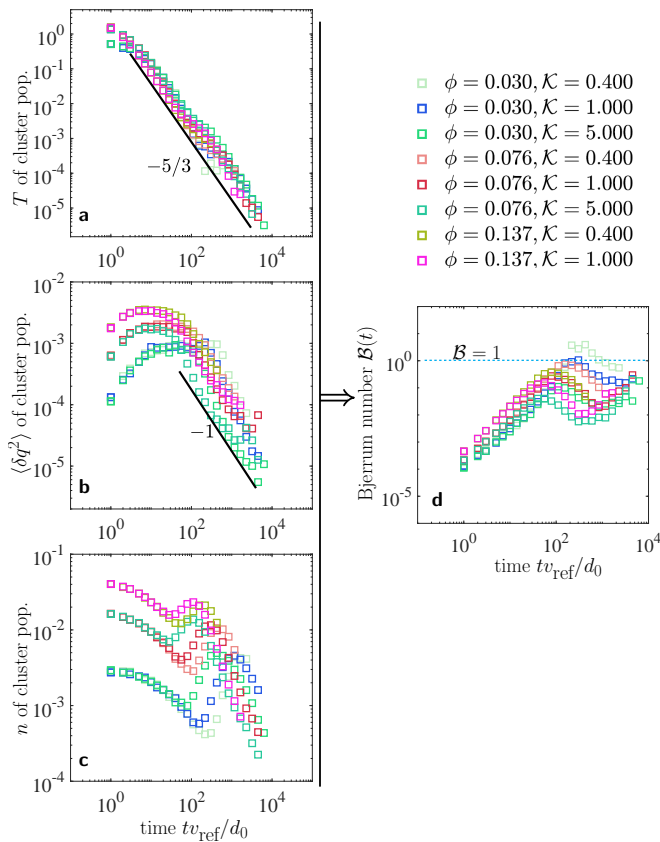 T of cluster pop.
10^0
10^-1
10^-2
10^-3
10^-4
10^-5
−5/3
a
10^0
10^2
10^4
⟨δq²⟩ of cluster pop.
10^-2
10^-3
10^-4
10^-5
−1
b
10^0
10^2
10^4
n of cluster pop.
10^-1
10^-2
10^-3
10^-4
c
10^0
10^2
10^4
time tv_ref/d_0
⇒
ϕ = 0.030, 𝒦 = 0.400
ϕ = 0.030, 𝒦 = 1.000
ϕ = 0.030, 𝒦 = 5.000
ϕ = 0.076, 𝒦 = 0.400
ϕ = 0.076, 𝒦 = 1.000
ϕ = 0.076, 𝒦 = 5.000
ϕ = 0.137, 𝒦 = 0.400
ϕ = 0.137, 𝒦 = 1.000
Bjerrum number ℬ(t)
10^0
10^-5
ℬ = 1
d
10^0
10^2
10^4
time tv_ref/d_0